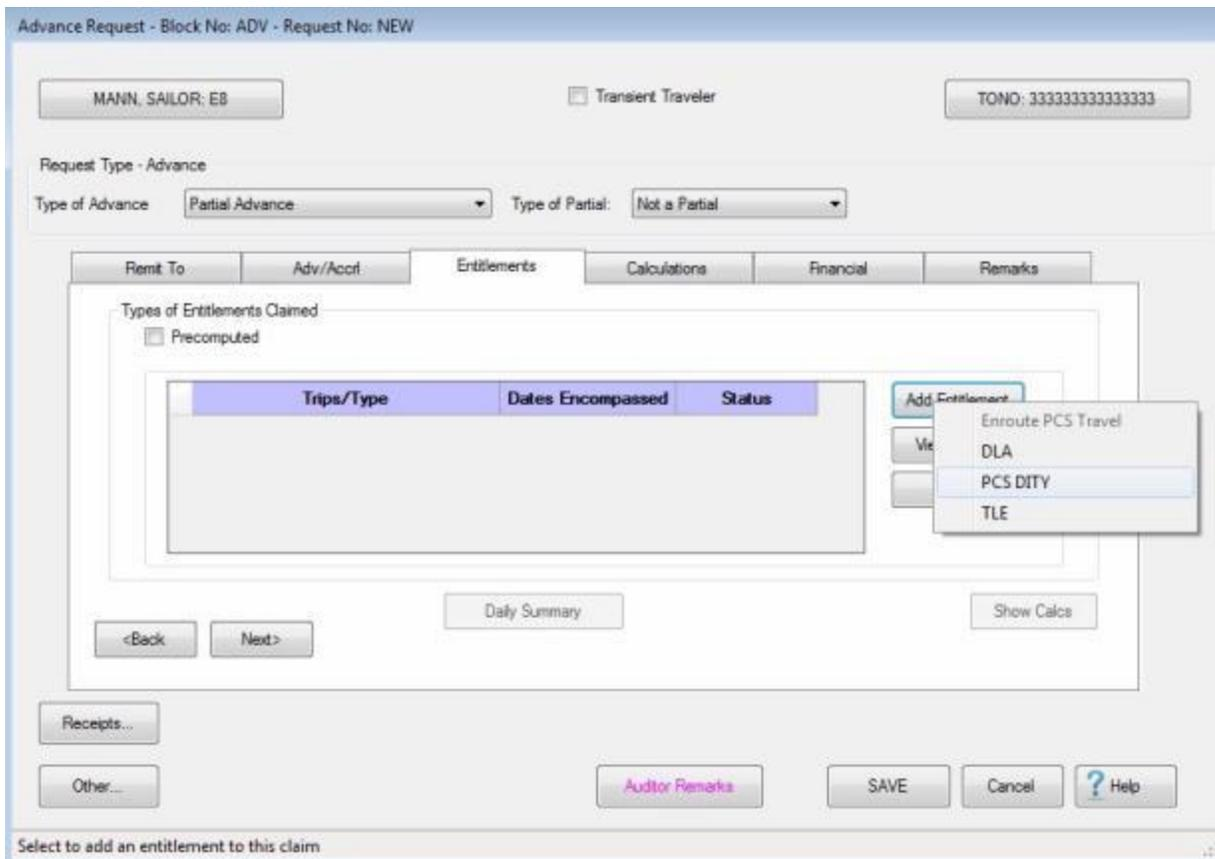 Advance Request - Block No: ADV - Request No: NEW
MANN, SAILOR: E8
Transient Traveler
TONO: 333333333333333
Request Type - Advance
Type of Advance
Partial Advance
Type of Partial:
Not a Partial
Remit To
Adv/Accrl
Entitlements
Calculations
Financial
Remarks
Types of Entitlements Claimed
Precomputed
Trips/Type
Dates Encompassed
Status
Add Entitlement
Enroute PCS Travel
DLA
PCS DITY
TLE
Daily Summary
Show Calcs
<Back
Next>
Receipts...
Other...
Auditor Remarks
SAVE
Cancel
? Help
Select to add an entitlement to this claim